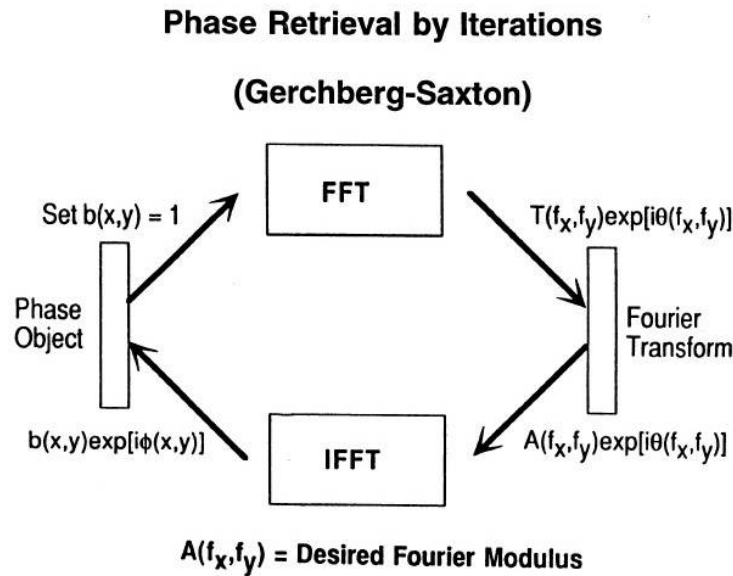 Phase Retrieval by Iterations
(Gerchberg-Saxton)
FFT
Set b(x,y) = 1
T(fx,fy)exp[iθ(fx,fy)]
Phase
Object
Fourier
Transform
b(x,y)exp[iϕ(x,y)]
IFFT
A(fx,fy)exp[iθ(fx,fy)]
A(fx,fy) = Desired Fourier Modulus